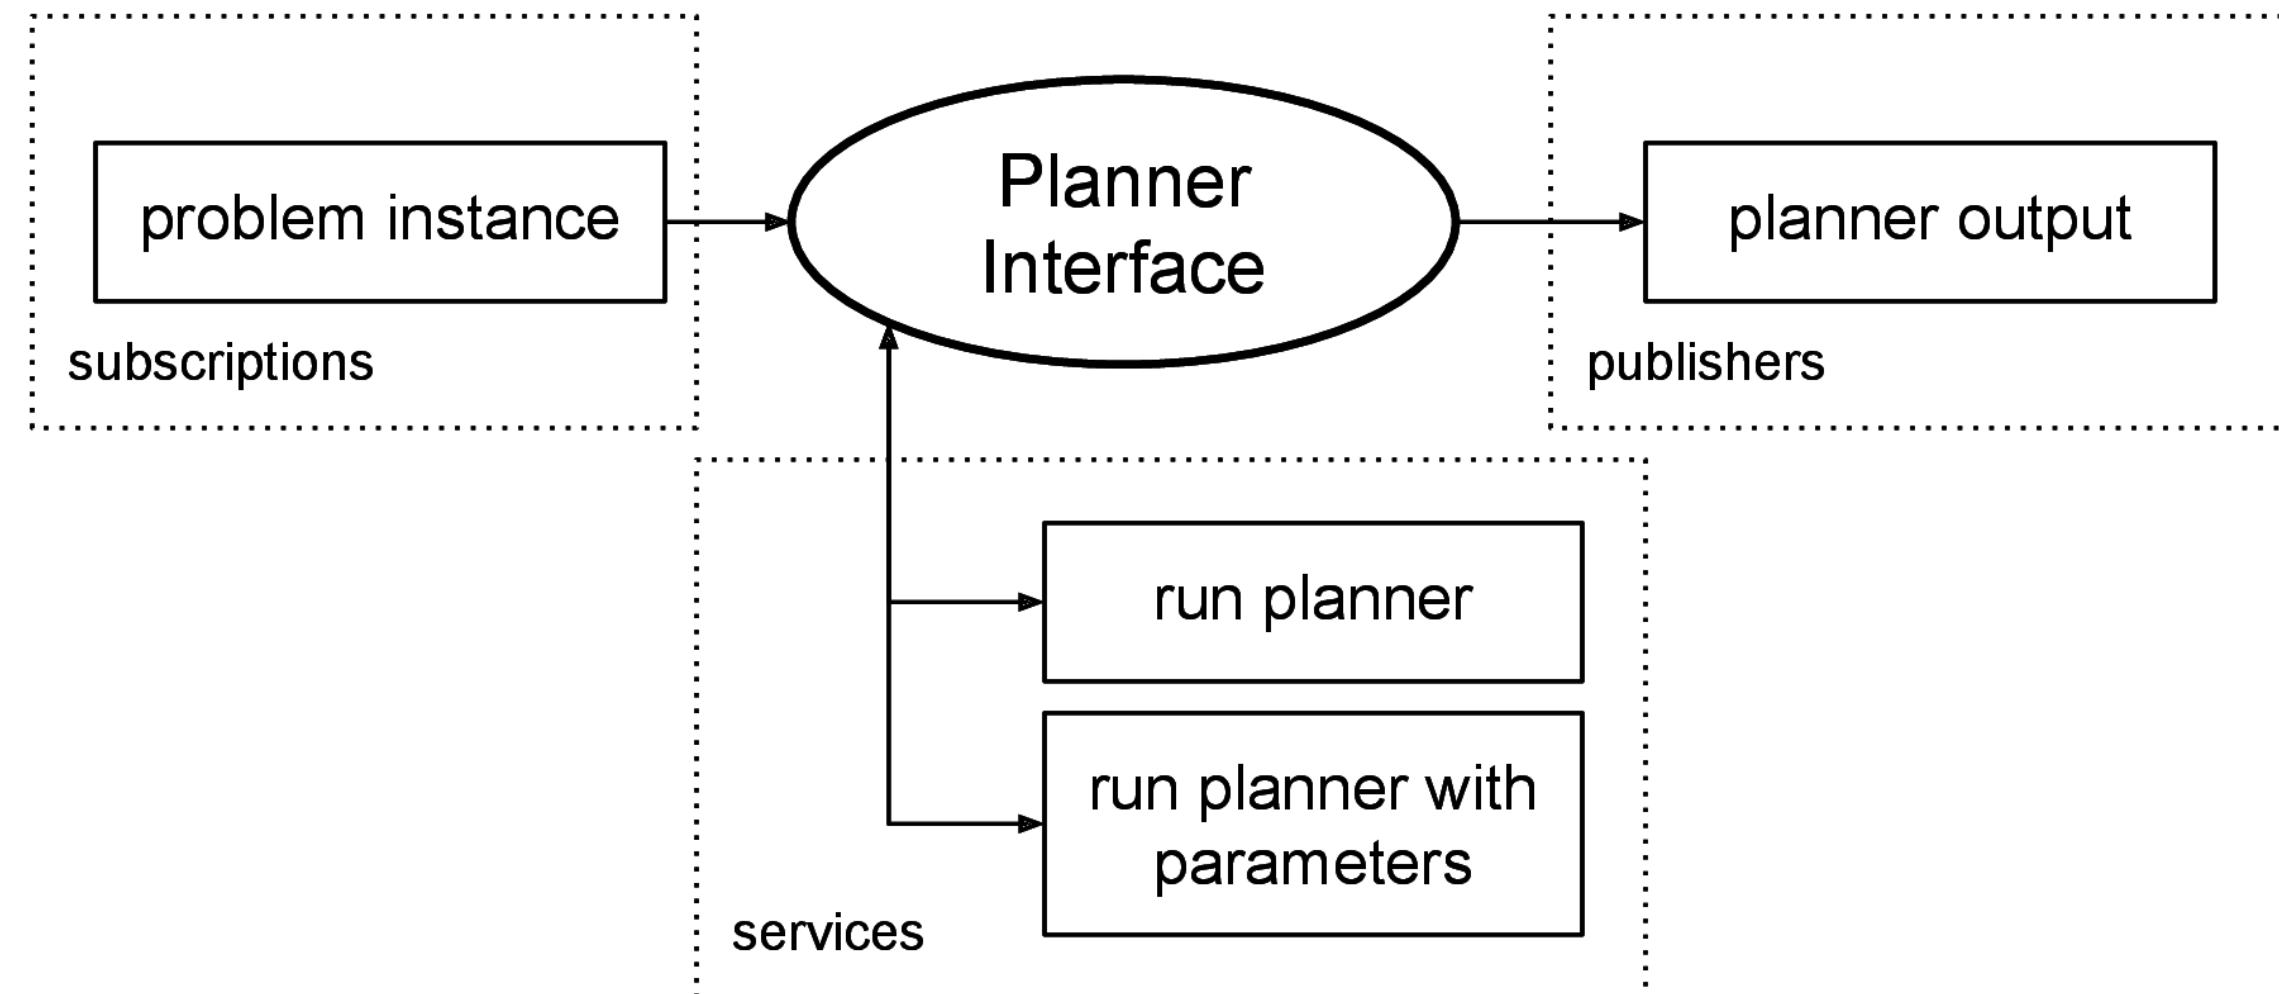 problem instance
subscriptions
Planner
Interface
planner output
publishers
run planner
run planner with
parameters
services